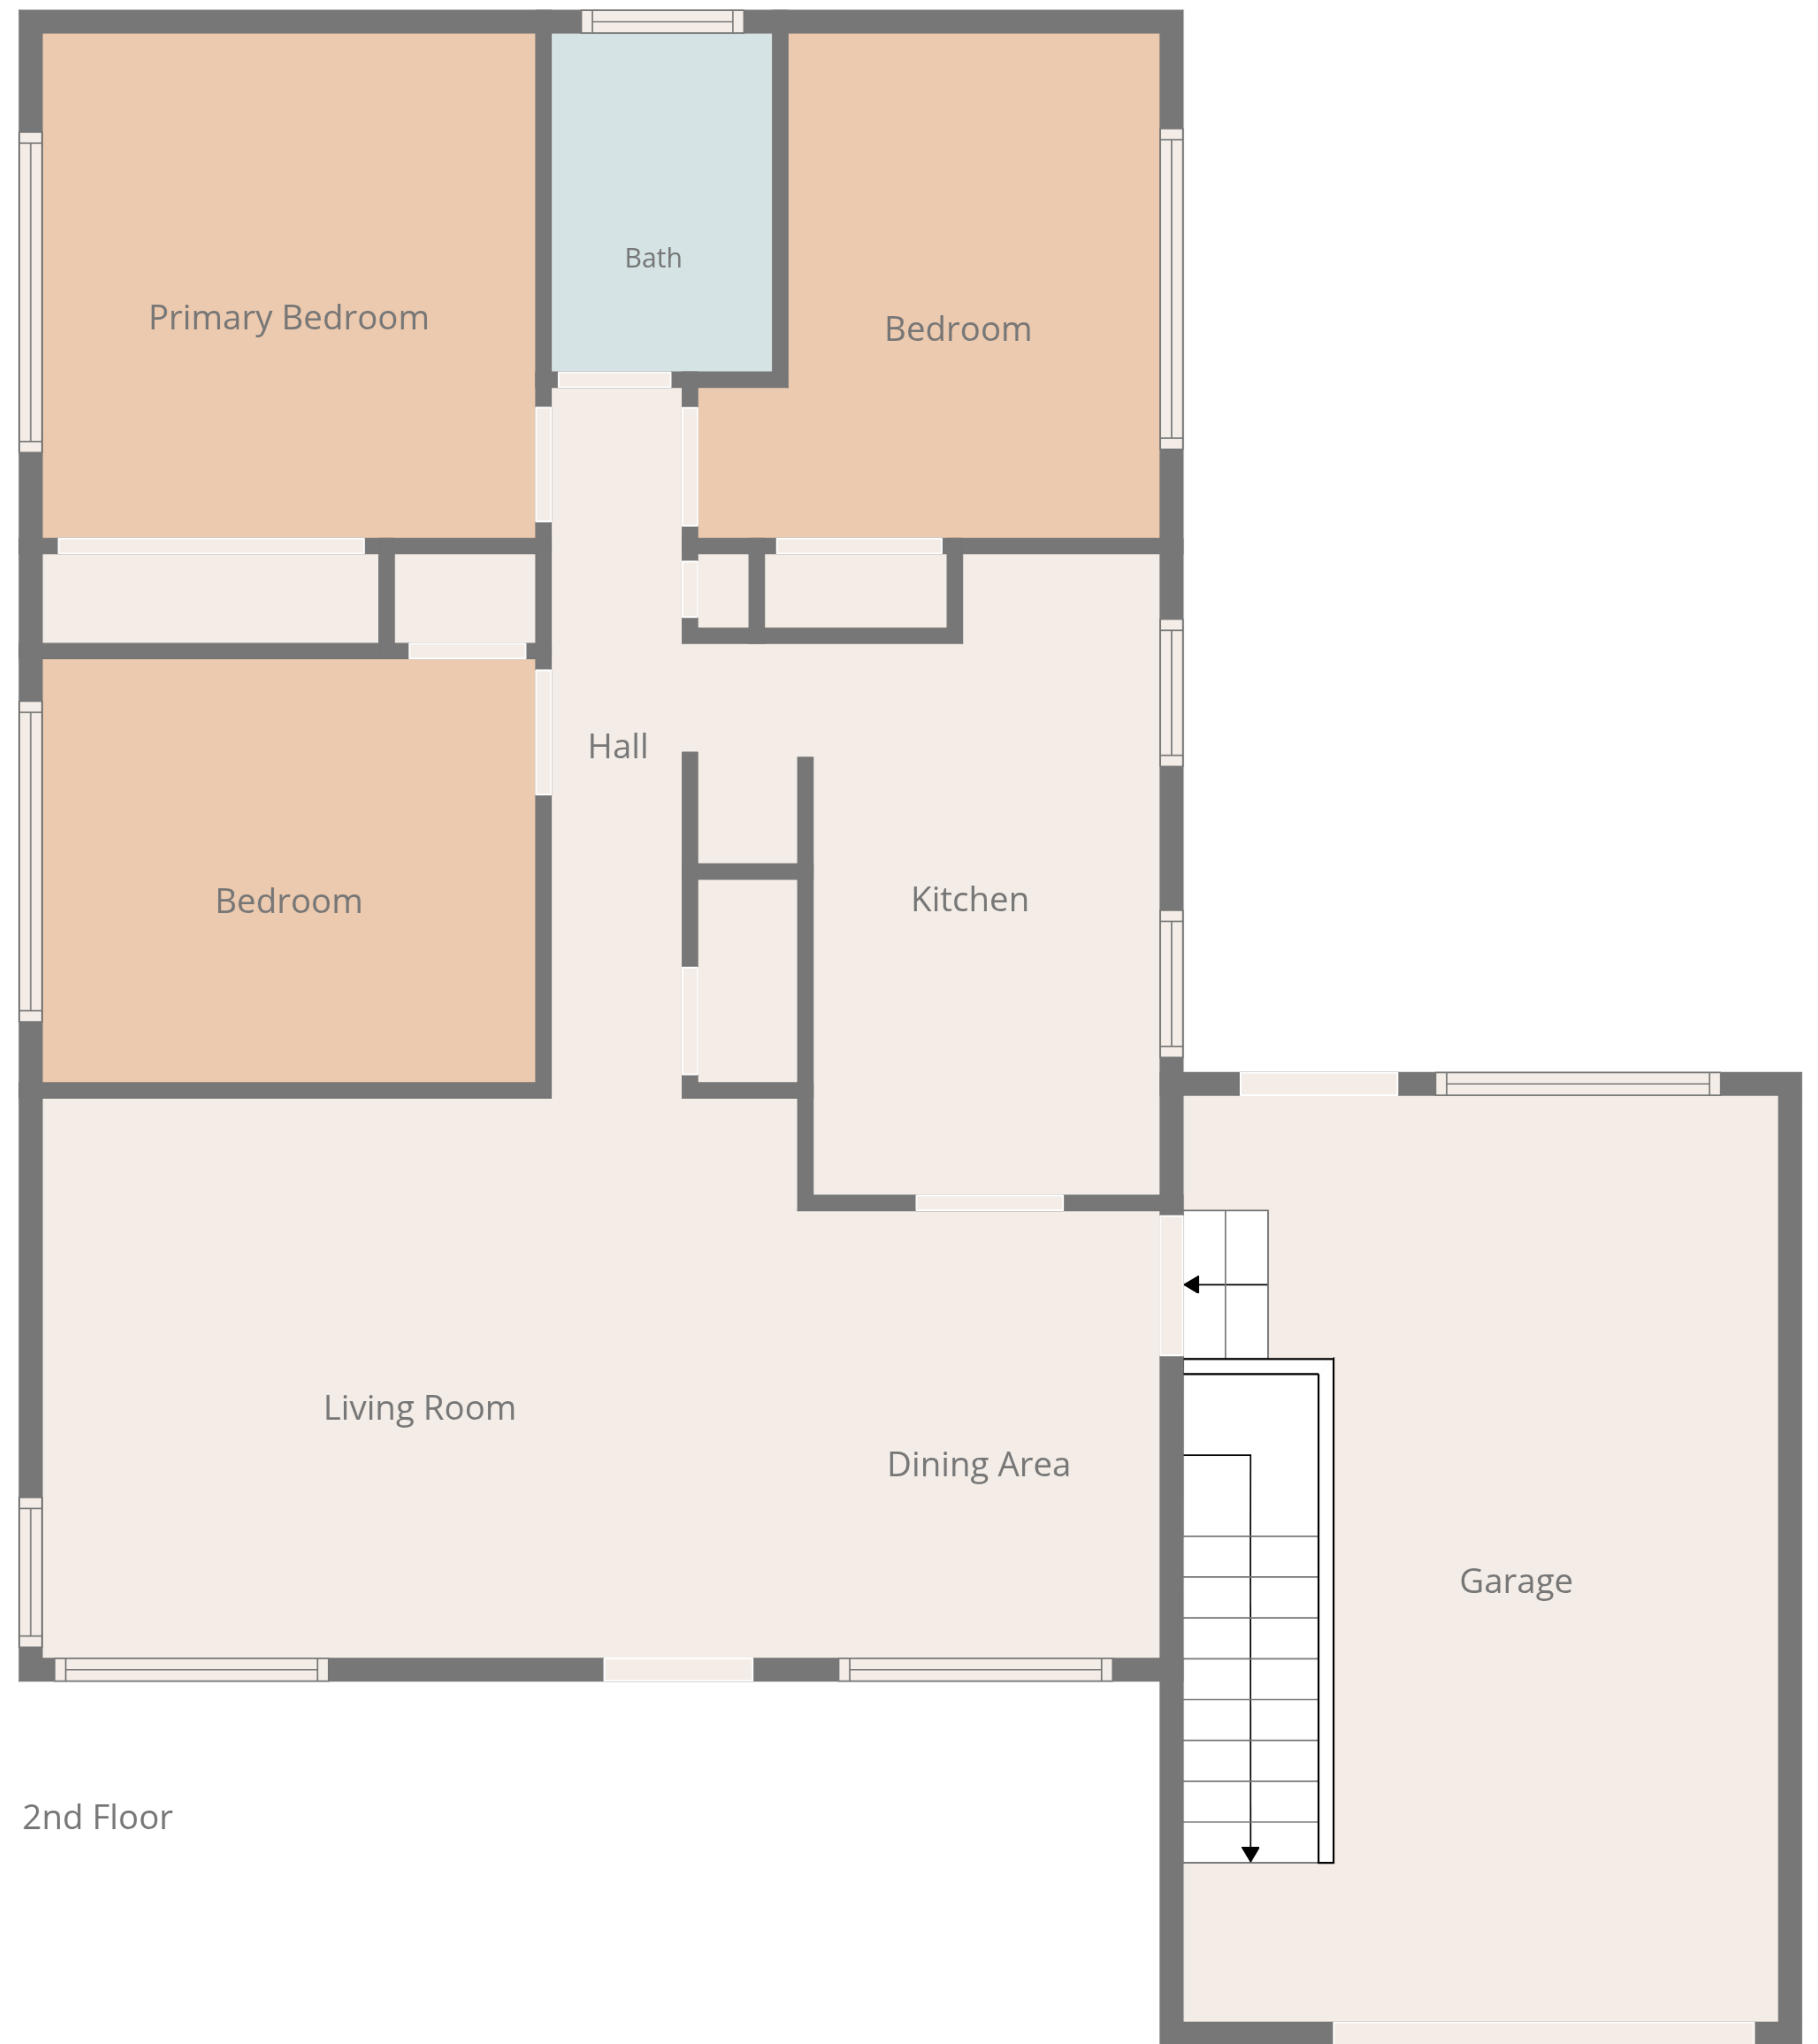 Bath
Primary Bedroom
Bedroom
Hall
Bedroom
Kitchen
Living Room
Dining Area
Garage
2nd Floor